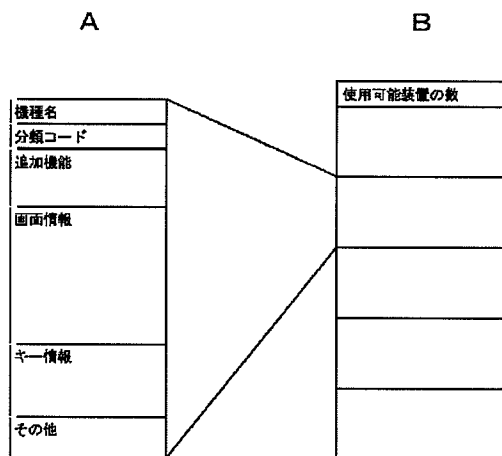 A
B
使用可能装置の数
機種名
分類コード
追加機能
画面情報
キー情報
その他